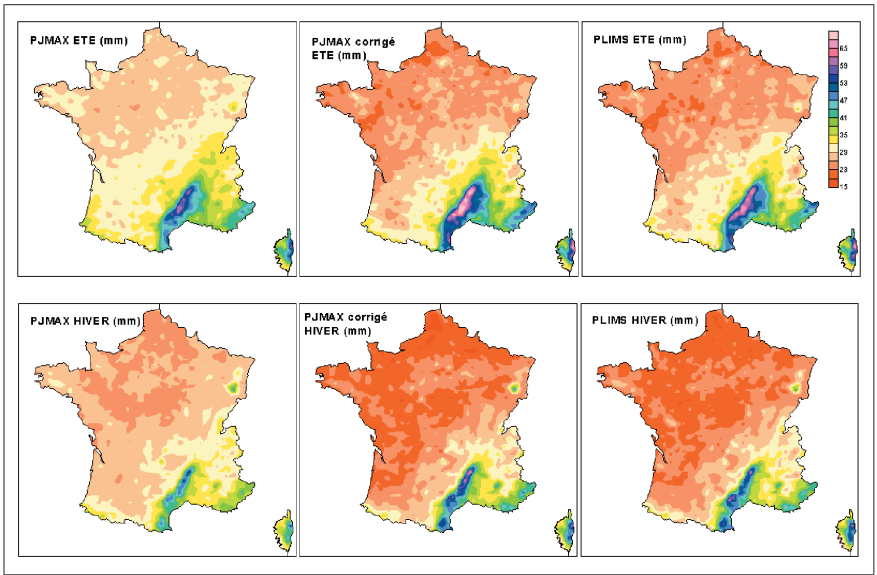 PJMAX ETE (mm)
PJMAX corrigé
ETE (mm)
PLIMS ETE (mm)
65
59
53
47
41
35
29
23
15
PJMAX HIVER (mm)
PJMAX corrigé
HIVER (mm)
PLIMS HIVER (mm)